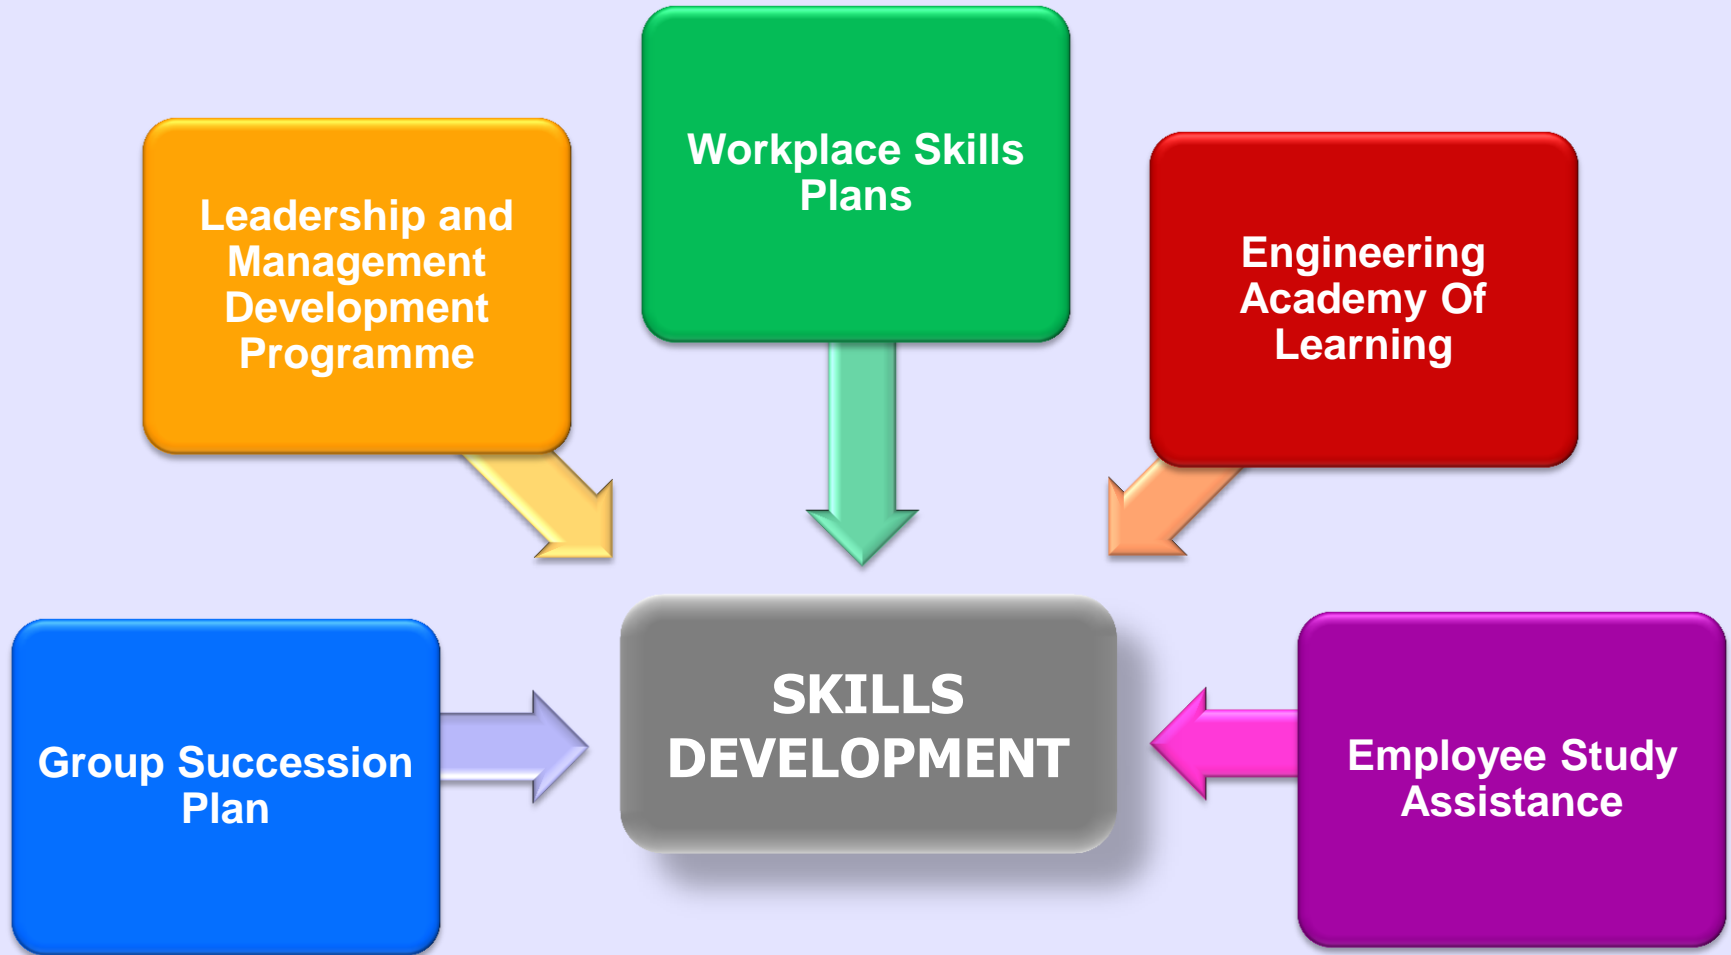 Workplace Skills
Plans
Leadership and
Management
Development
Programme
Engineering
Academy Of
Learning
SKILLS
DEVELOPMENT
Group Succession
Plan
Employee Study
Assistance